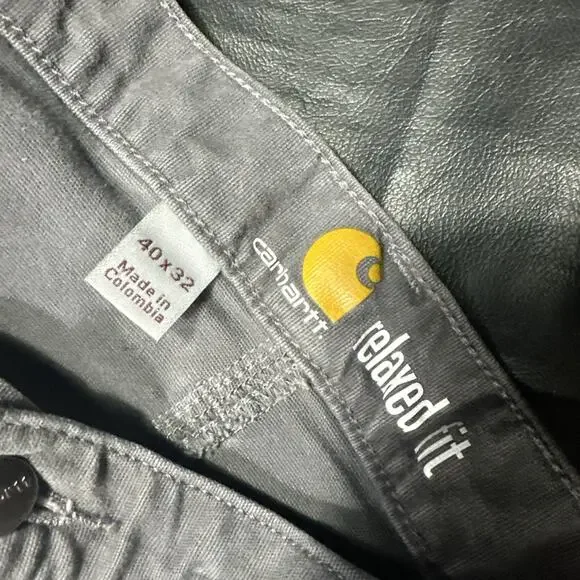 40 x 32
Made in
Colombia
carhartt
relaxed fit